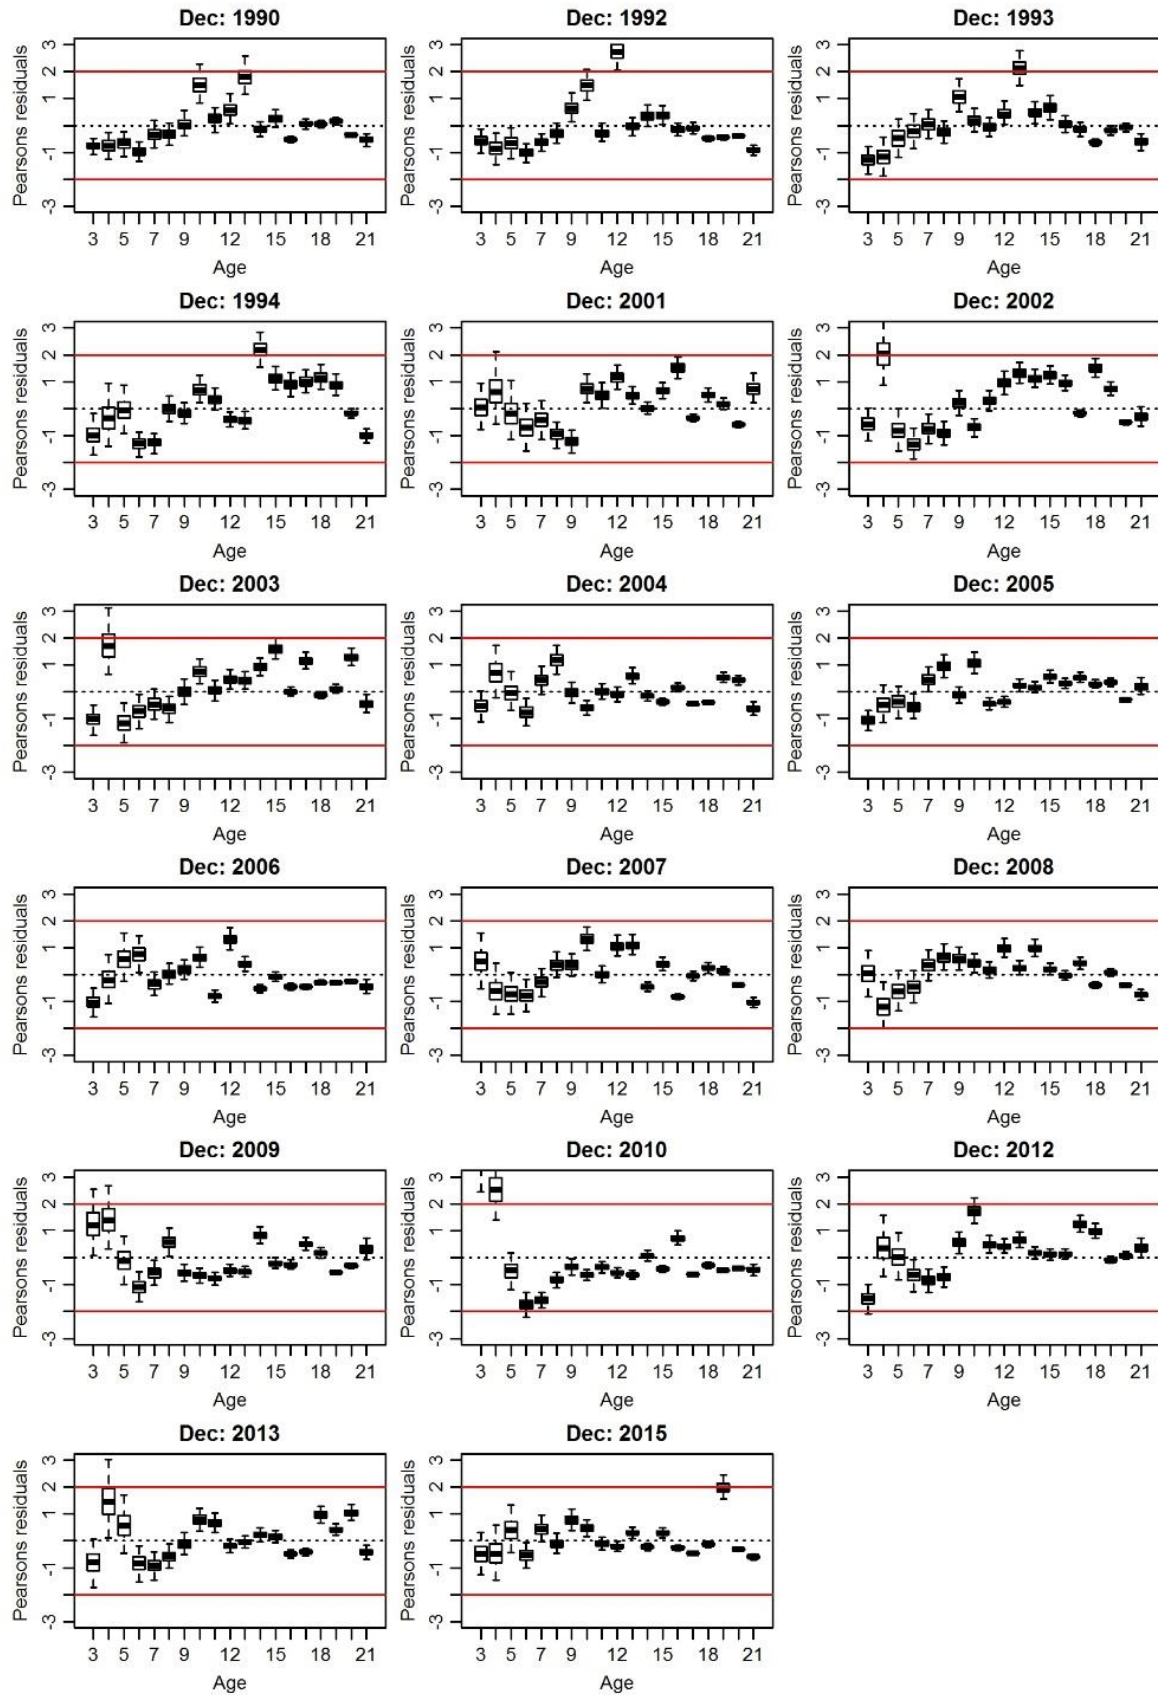 Dec: 1990
Pearsons residuals
3
2
1
-1
-3
3 5 7 9 12 15 18 21
Age
Dec: 1992
Pearsons residuals
3
2
1
-1
-3
3 5 7 9 12 15 18 21
Age
Dec: 1993
Pearsons residuals
3
2
1
-1
-3
3 5 7 9 12 15 18 21
Age
Dec: 1994
Pearsons residuals
3
2
1
-1
-3
3 5 7 9 12 15 18 21
Age
Dec: 2001
Pearsons residuals
3
2
1
-1
-3
3 5 7 9 12 15 18 21
Age
Dec: 2002
Pearsons residuals
3
2
1
-1
-3
3 5 7 9 12 15 18 21
Age
Dec: 2003
Pearsons residuals
3
2
1
-1
-3
3 5 7 9 12 15 18 21
Age
Dec: 2004
Pearsons residuals
3
2
1
-1
-3
3 5 7 9 12 15 18 21
Age
Dec: 2005
Pearsons residuals
3
2
1
-1
-3
3 5 7 9 12 15 18 21
Age
Dec: 2006
Pearsons residuals
3
2
1
-1
-3
3 5 7 9 12 15 18 21
Age
Dec: 2007
Pearsons residuals
3
2
1
-1
-3
3 5 7 9 12 15 18 21
Age
Dec: 2008
Pearsons residuals
3
2
1
-1
-3
3 5 7 9 12 15 18 21
Age
Dec: 2009
Pearsons residuals
3
2
1
-1
-3
3 5 7 9 12 15 18 21
Age
Dec: 2010
Pearsons residuals
3
2
1
-1
-3
3 5 7 9 12 15 18 21
Age
Dec: 2012
Pearsons residuals
3
2
1
-1
-3
3 5 7 9 12 15 18 21
Age
Dec: 2013
Pearsons residuals
3
2
1
-1
-3
3 5 7 9 12 15 18 21
Age
Dec: 2015
Pearsons residuals
3
2
1
-1
-3
3 5 7 9 12 15 18 21
Age